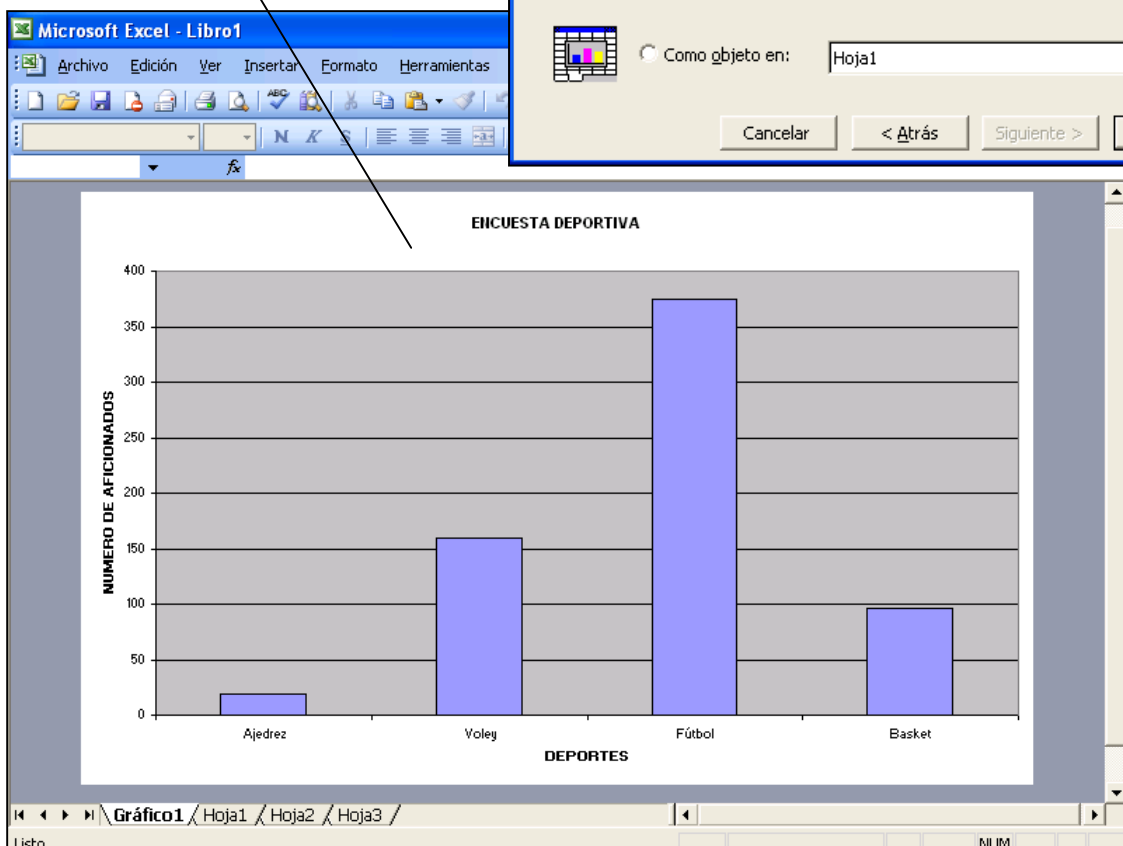 Microsoft Excel - Libro1
Archivo Edición Ver Insertar Formato Herramientas
Como objeto en: Hoja1
Cancelar < Atrás Siguiente >
ABC
N K S
fx
ENCUESTA DEPORTIVA
400
350
300
250
200
150
100
50
0
NUMERO DE AFICIONADOS
Ajedrez Voley Fútbol Basket
DEPORTES
Gráfico1 Hoja1 Hoja2 Hoja3
Listo NUM